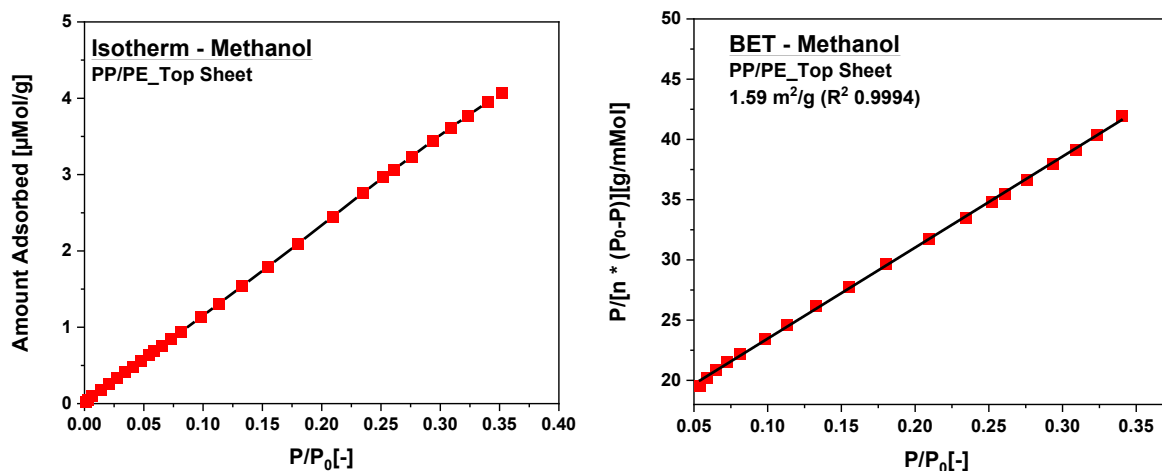 Isotherm - Methanol
PP/PE_Top Sheet
Amount Adsorbed [µMol/g]
5
4
3
2
1
0
0.00 0.05 0.10 0.15 0.20 0.25 0.30 0.35 0.40
P/P₀[-]
BET - Methanol
PP/PE_Top Sheet
1.59 m²/g (R² 0.9994)
P/[n * (P₀-P)][g/mMol]
50
45
40
35
30
25
20
0.05 0.10 0.15 0.20 0.25 0.30 0.35
P/P₀[-]